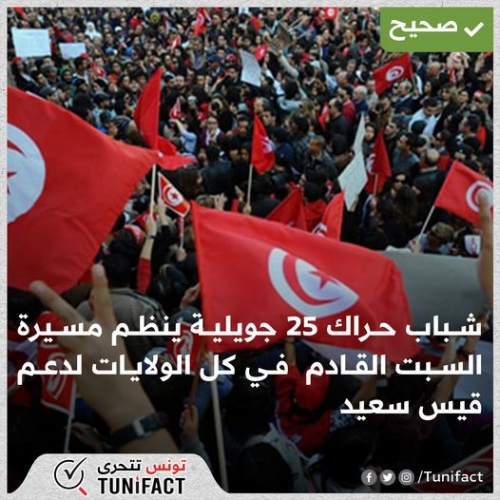 صحيح
شباب حراك 25 جويلية ينظم مسيرة
السبت القادم في كل الولايات لدعم
قيس سعيد
تونس تتحرى
TUNiFACT
/Tunifact